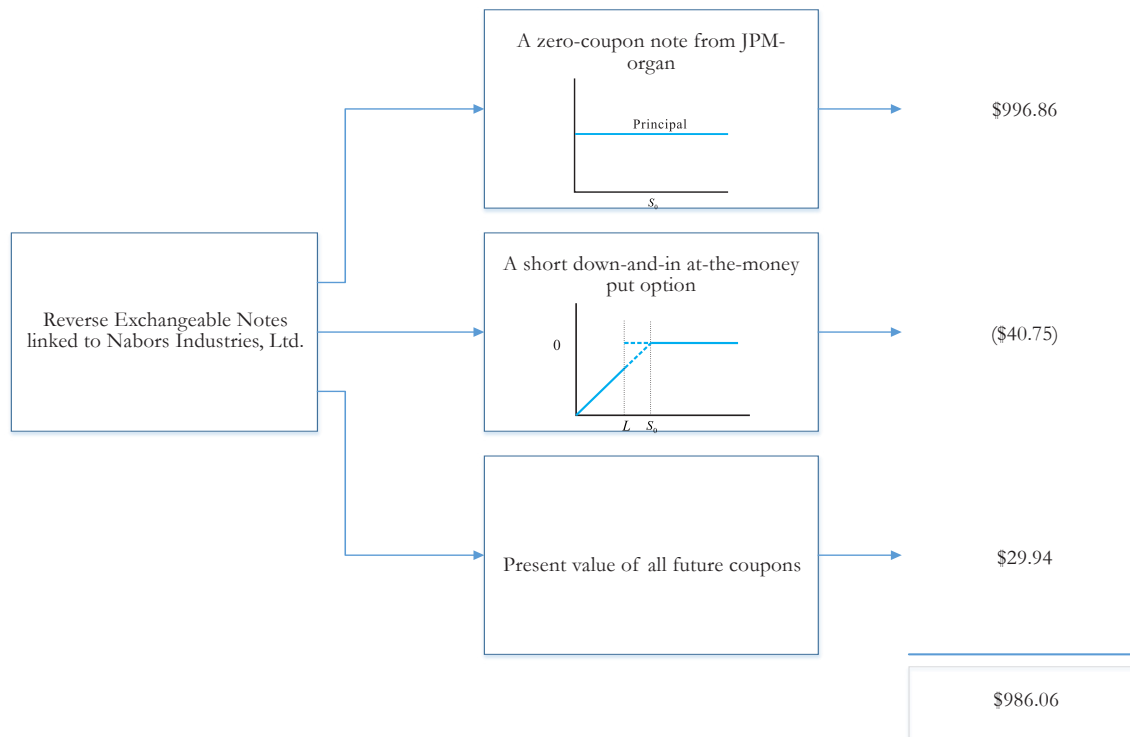 A zero-coupon note from JPM-
organ
Principal
S₀
$996.86
Reverse Exchangeable Notes
linked to Nabors Industries, Ltd.
A short down-and-in at-the-money
put option
0
L S₀
($40.75)
Present value of all future coupons
$29.94
$986.06